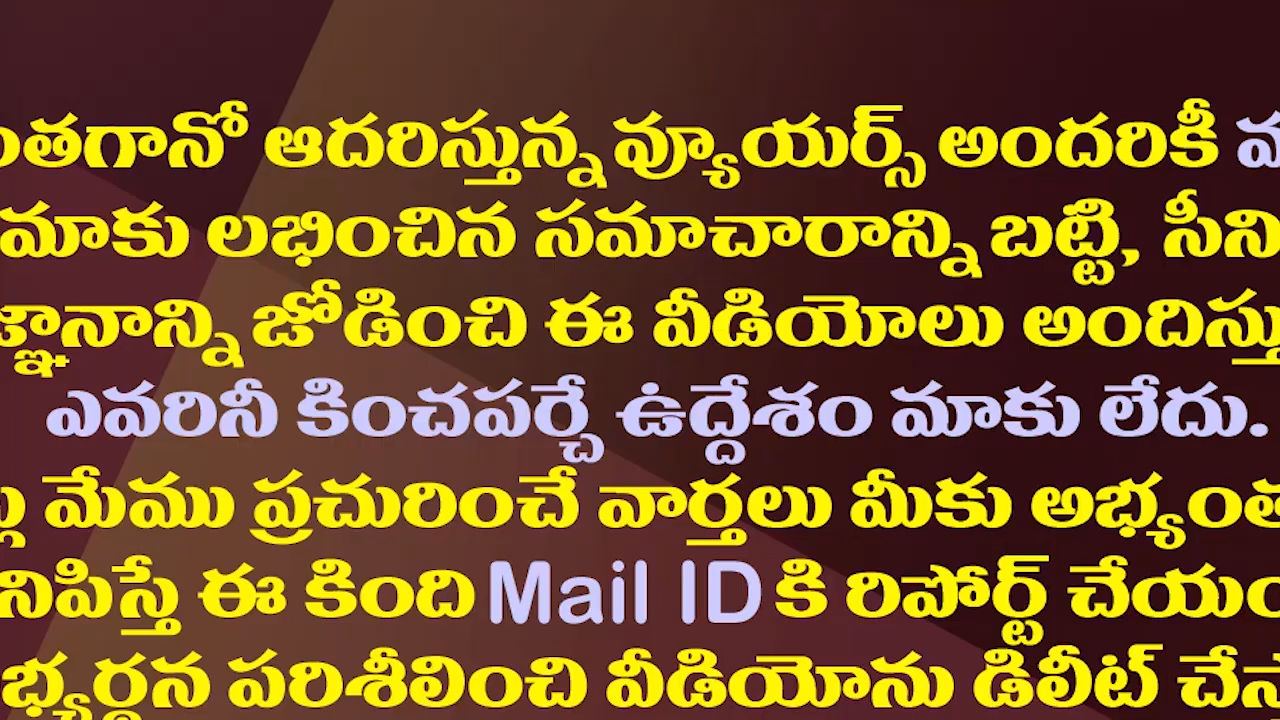 ఆదరిస్తున్న వ్యూయర్స్ అందరికీ
మాకు లభించిన సమాచారాన్ని బట్టి,
జోడించి ఈ వీడియోలు
ఎవరినీ కించపర్చే ఉద్దేశం మాకు లేదు.
మేము ప్రచురించే వార్తలు మీకు
ఈ కింది Mail ID కి రిపోర్ట్
పరిశీలించి వీడియోను డిలీట్